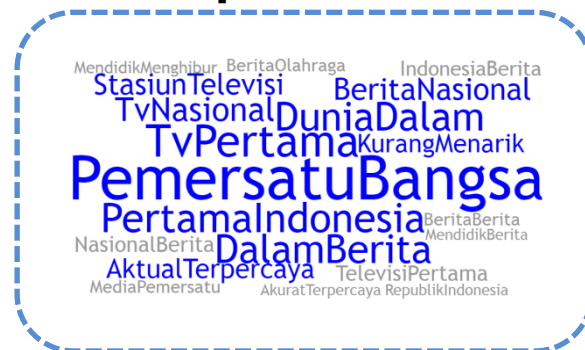 MendidikMenghibur BeritaOlahraga IndonesiaBerita
StasiunTelevisi BeritaNasional
TvNasional DuniaDalam
TvPertama KurangMenarik
PemersatuBangsa
PertamaIndonesia BeritaBerita
MendidikBerita
NasionalBerita DalamBerita
AktualTerpercaya TelevisiPertama
MediaPemersatu AkuratTerpercaya RepublikIndonesia